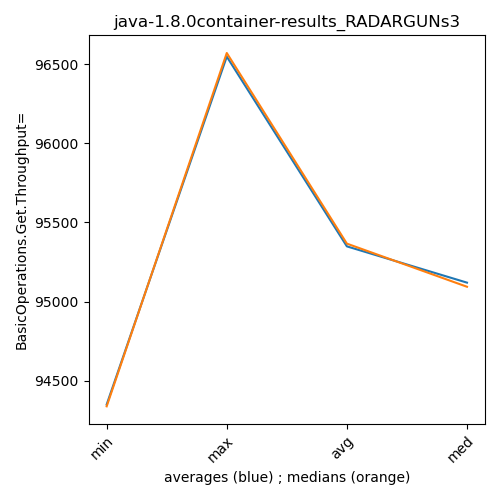 java-1.8.0container-results_RADARGUNs3
BasicOperations.Get.Throughput=
96500
96000
95500
95000
94500
min
max
avg
med
averages (blue) ; medians (orange)